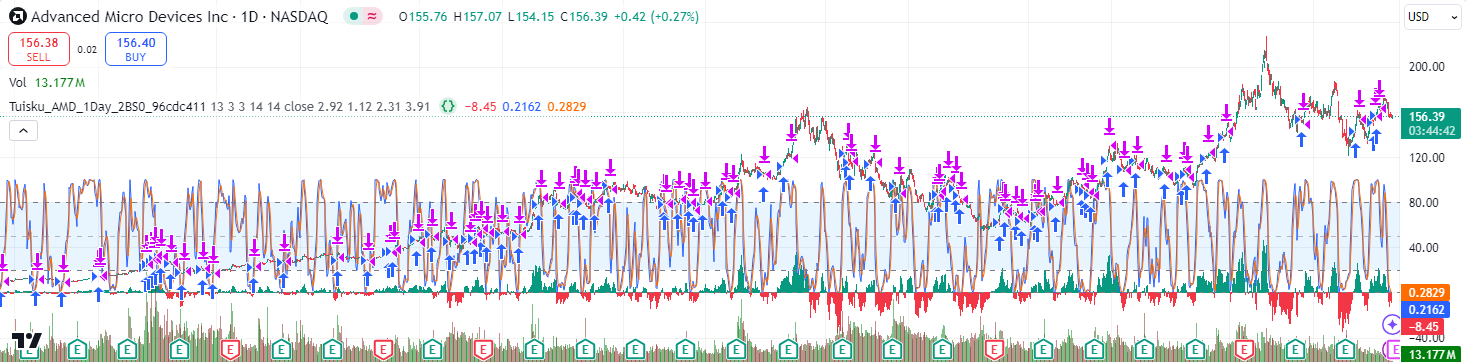 Advanced Micro Devices Inc · 1D · NASDAQ O155.76 H157.07 L154.15 C156.39 +0.42 (+0.27%)
USD
156.38 0.02 156.40
SELL BUY
Vol 13.177M
Tuisku_AMD_1Day_2BS0_96cdc411 13 3 3 14 14 close 2.92 1.12 2.31 3.91 −8.45 0.2162 0.2829
200.00
156.39
03:44:42
120.00
80.00
40.00
0.2829
0.2162
−8.45
−40.00
13.177M
E E E E E E E E E E E E E E E E E E E E E E E E E E E